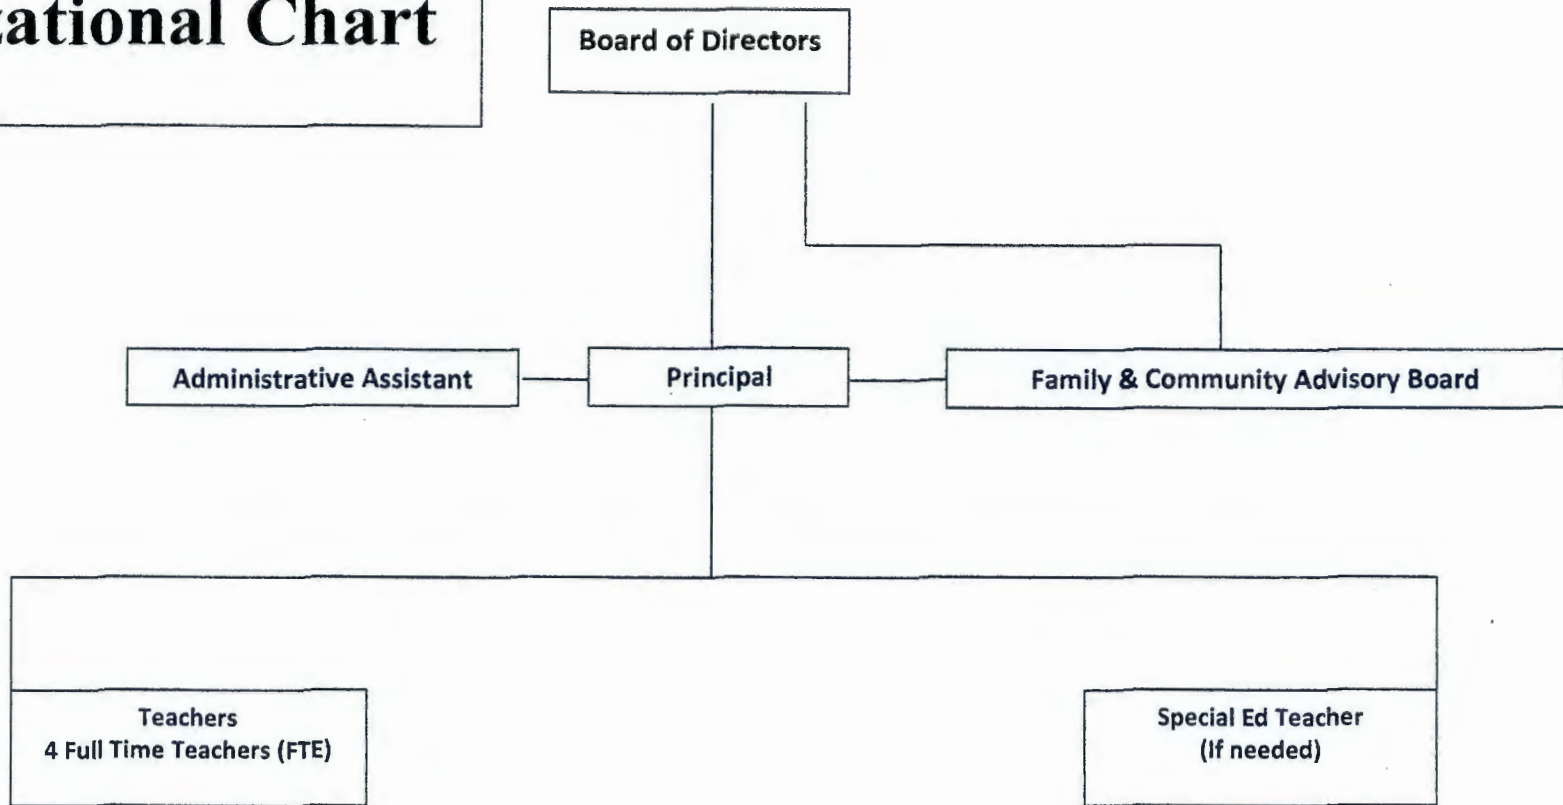 zational Chart
Board of Directors
Administrative Assistant
Principal
Family & Community Advisory Board
Teachers
4 Full Time Teachers (FTE)
Special Ed Teacher
(If needed)